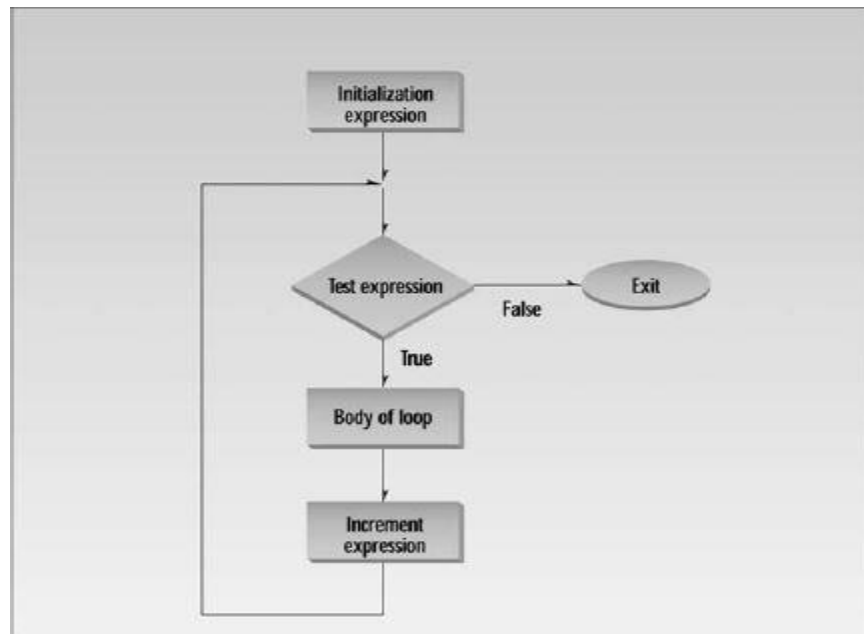 Initialization
expression
Test expression
Exit
False
True
Body of loop
Increment
expression